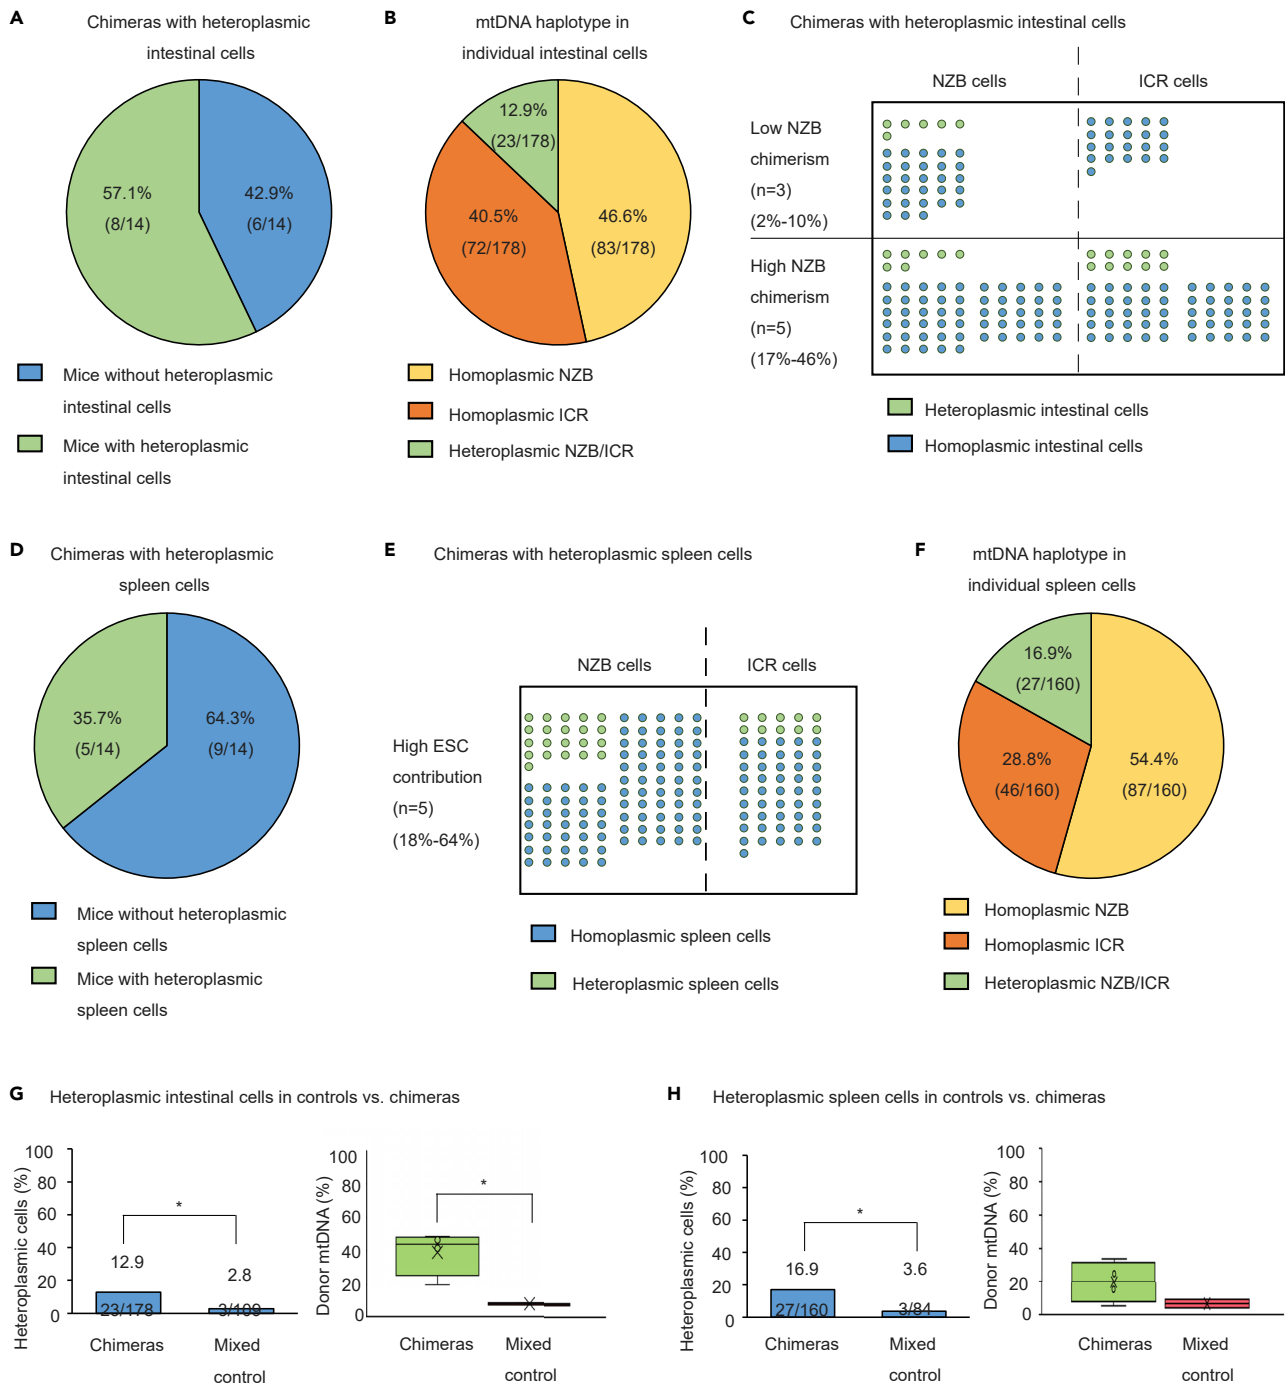 A
Chimeras with heteroplasmic
intestinal cells
57.1%
(8/14)
42.9%
(6/14)
Mice without heteroplasmic
intestinal cells
Mice with heteroplasmic
intestinal cells
B
mtDNA haplotype in
individual intestinal cells
12.9%
(23/178)
40.5%
(72/178)
46.6%
(83/178)
Homoplasmic NZB
Homoplasmic ICR
Heteroplasmic NZB/ICR
C Chimeras with heteroplasmic intestinal cells
NZB cells
ICR cells
Low NZB
chimerism
(n=3)
(2%-10%)
High NZB
chimerism
(n=5)
(17%-46%)
Heteroplasmic intestinal cells
Homoplasmic intestinal cells
D
Chimeras with heteroplasmic
spleen cells
35.7%
(5/14)
64.3%
(9/14)
Mice without heteroplasmic
spleen cells
Mice with heteroplasmic
spleen cells
E Chimeras with heteroplasmic spleen cells
NZB cells
ICR cells
High ESC
contribution
(n=5)
(18%-64%)
Homoplasmic spleen cells
Heteroplasmic spleen cells
F
mtDNA haplotype in
individual spleen cells
16.9%
(27/160)
28.8%
(46/160)
54.4%
(87/160)
Homoplasmic NZB
Homoplasmic ICR
Heteroplasmic NZB/ICR
G Heteroplasmic intestinal cells in controls vs. chimeras
Heteroplasmic cells (%)
100
80
60
40
20
0
*
12.9
2.8
23/178
3/109
Chimeras
Mixed
control
Donor mtDNA (%)
100
80
60
40
20
0
*
Chimeras
Mixed
control
H Heteroplasmic spleen cells in controls vs. chimeras
Heteroplasmic cells (%)
100
80
60
40
20
0
*
16.9
3.6
27/160
3/84
Chimeras
Mixed
control
Donor mtDNA (%)
100
80
60
40
20
0
Chimeras
Mixed
control